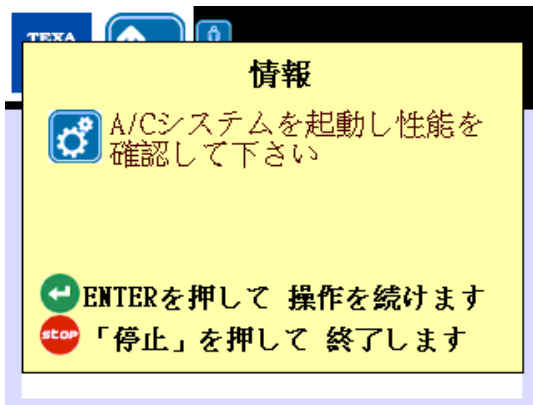 TEXA
情報
A/Cシステムを起動し性能を
確認して下さい
ENTERを押して 操作を続けます
stop
「停止」を押して 終了します